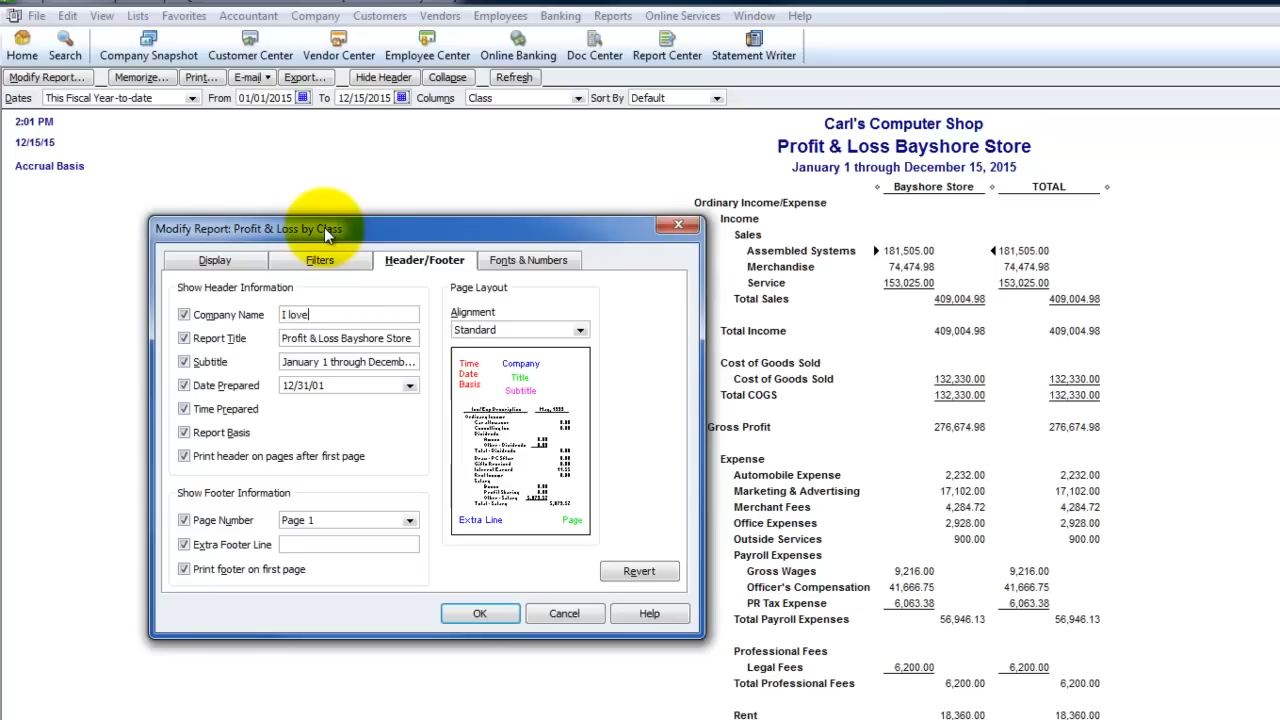 File Edit View Lists Favorites Accountant Company Customers Vendors Employees Banking Reports Online Services Window Help
Home Search Company Snapshot Customer Center Vendor Center Employee Center Online Banking Doc Center Report Center Statement Writer
Modify Report... Memorize... Print... E-mail Export... Hide Header Collapse Refresh
Dates This Fiscal Year-to-date From 01/01/2015 To 12/15/2015 Columns Class Sort By Default
2:01 PM
12/15/15
Accrual Basis
Carl's Computer Shop
Profit & Loss Bayshore Store
January 1 through December 15, 2015
Bayshore Store TOTAL
Ordinary Income/Expense
Income
Sales
Assembled Systems 181,505.00 181,505.00
Merchandise 74,474.98 74,474.98
Service 153,025.00 153,025.00
Total Sales 409,004.98 409,004.98
Total Income 409,004.98 409,004.98
Cost of Goods Sold
Cost of Goods Sold 132,330.00 132,330.00
Total COGS 132,330.00 132,330.00
Gross Profit 276,674.98 276,674.98
Expense
Automobile Expense 2,232.00 2,232.00
Marketing & Advertising 17,102.00 17,102.00
Merchant Fees 4,284.72 4,284.72
Office Expenses 2,928.00 2,928.00
Outside Services 900.00 900.00
Payroll Expenses
Gross Wages 9,216.00 9,216.00
Officer's Compensation 41,666.75 41,666.75
PR Tax Expense 6,063.38 6,063.38
Total Payroll Expenses 56,946.13 56,946.13
Professional Fees
Legal Fees 6,200.00 6,200.00
Total Professional Fees 6,200.00 6,200.00
Rent 18,360.00 18,360.00
Modify Report: Profit & Loss by Class
Display Filters Header/Footer Fonts & Numbers
Show Header Information
Company Name I love
Report Title Profit & Loss Bayshore Store
Subtitle January 1 through Decemb...
Date Prepared 12/31/01
Time Prepared
Report Basis
Print header on pages after first page
Show Footer Information
Page Number Page 1
Extra Footer Line
Print footer on first page
Page Layout
Alignment
Standard
Time Company
Date Title
Basis Subtitle
Extra Line Page
Revert
OK Cancel Help